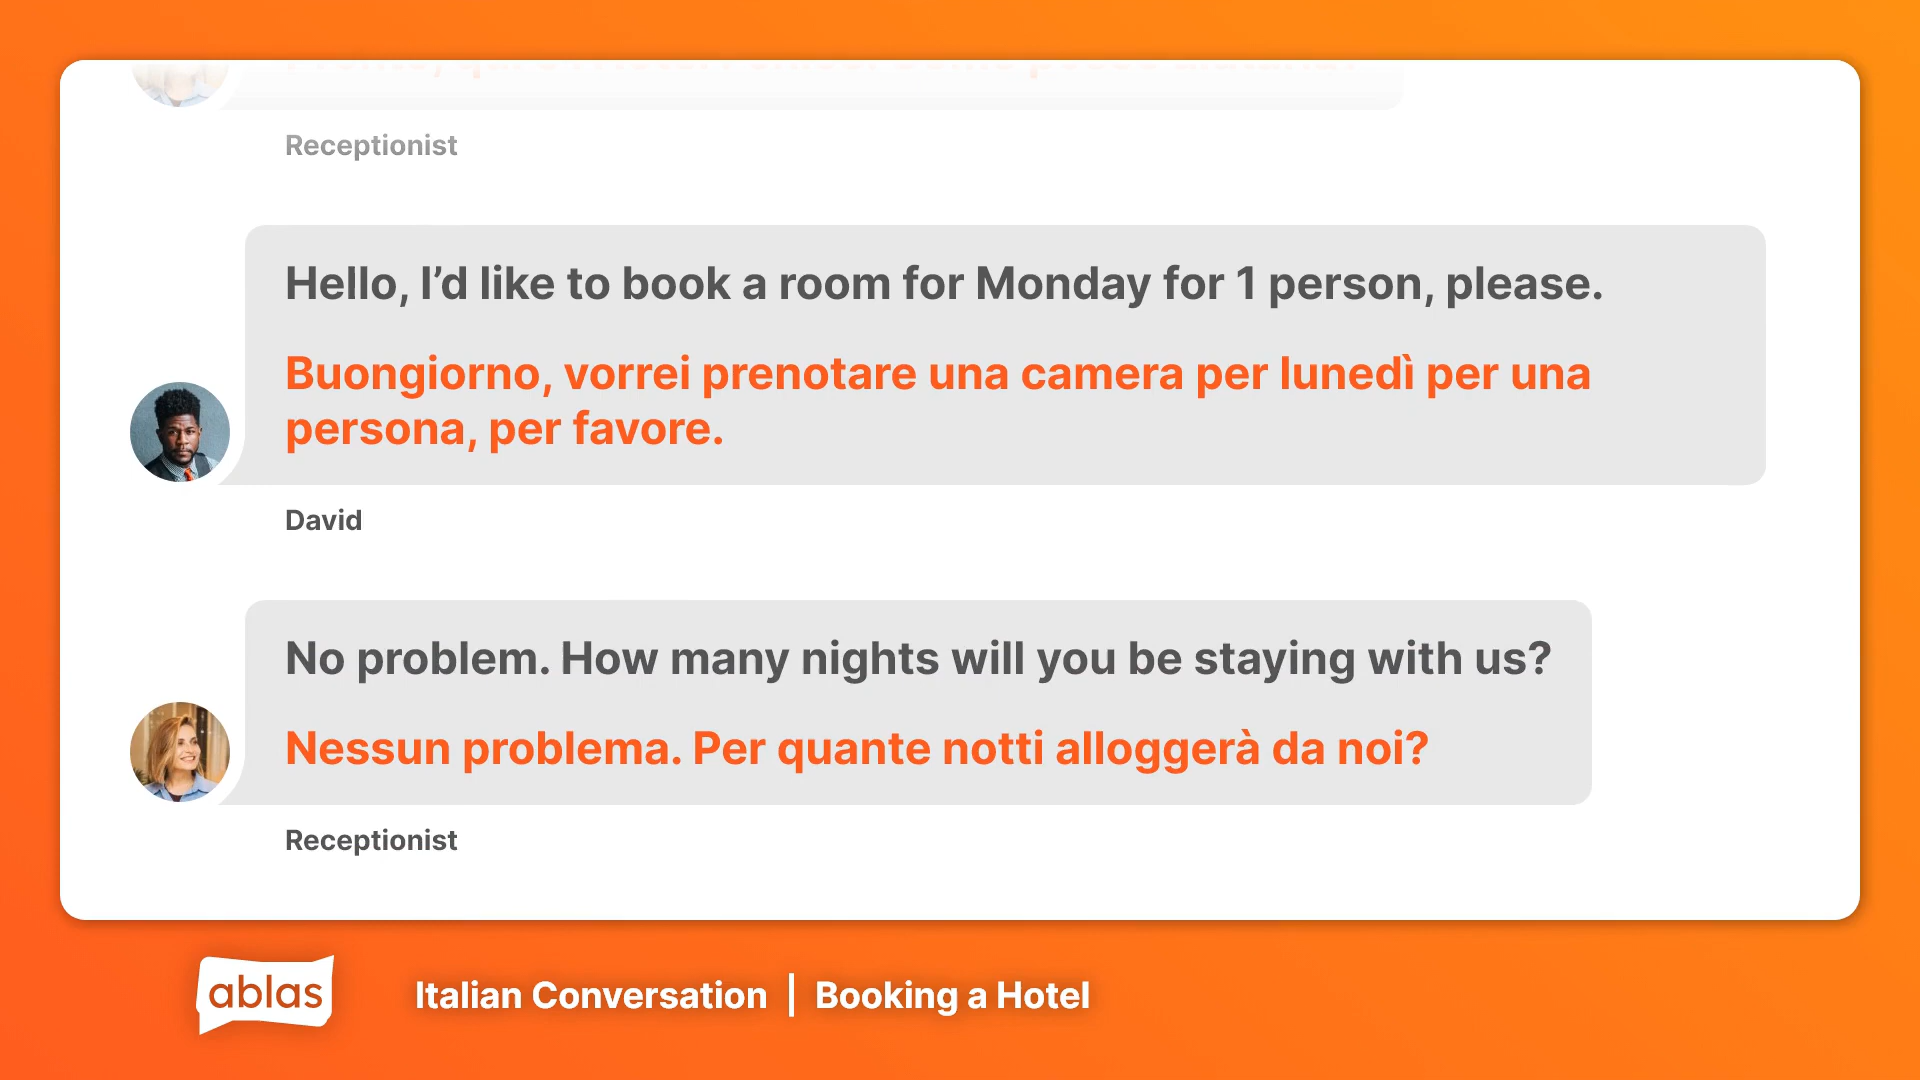 Receptionist
Hello, I’d like to book a room for Monday for 1 person, please.
Buongiorno, vorrei prenotare una camera per lunedì per una
persona, per favore.
David
No problem. How many nights will you be staying with us?
Nessun problema. Per quante notti alloggerà da noi?
Receptionist
ablas
Italian Conversation | Booking a Hotel